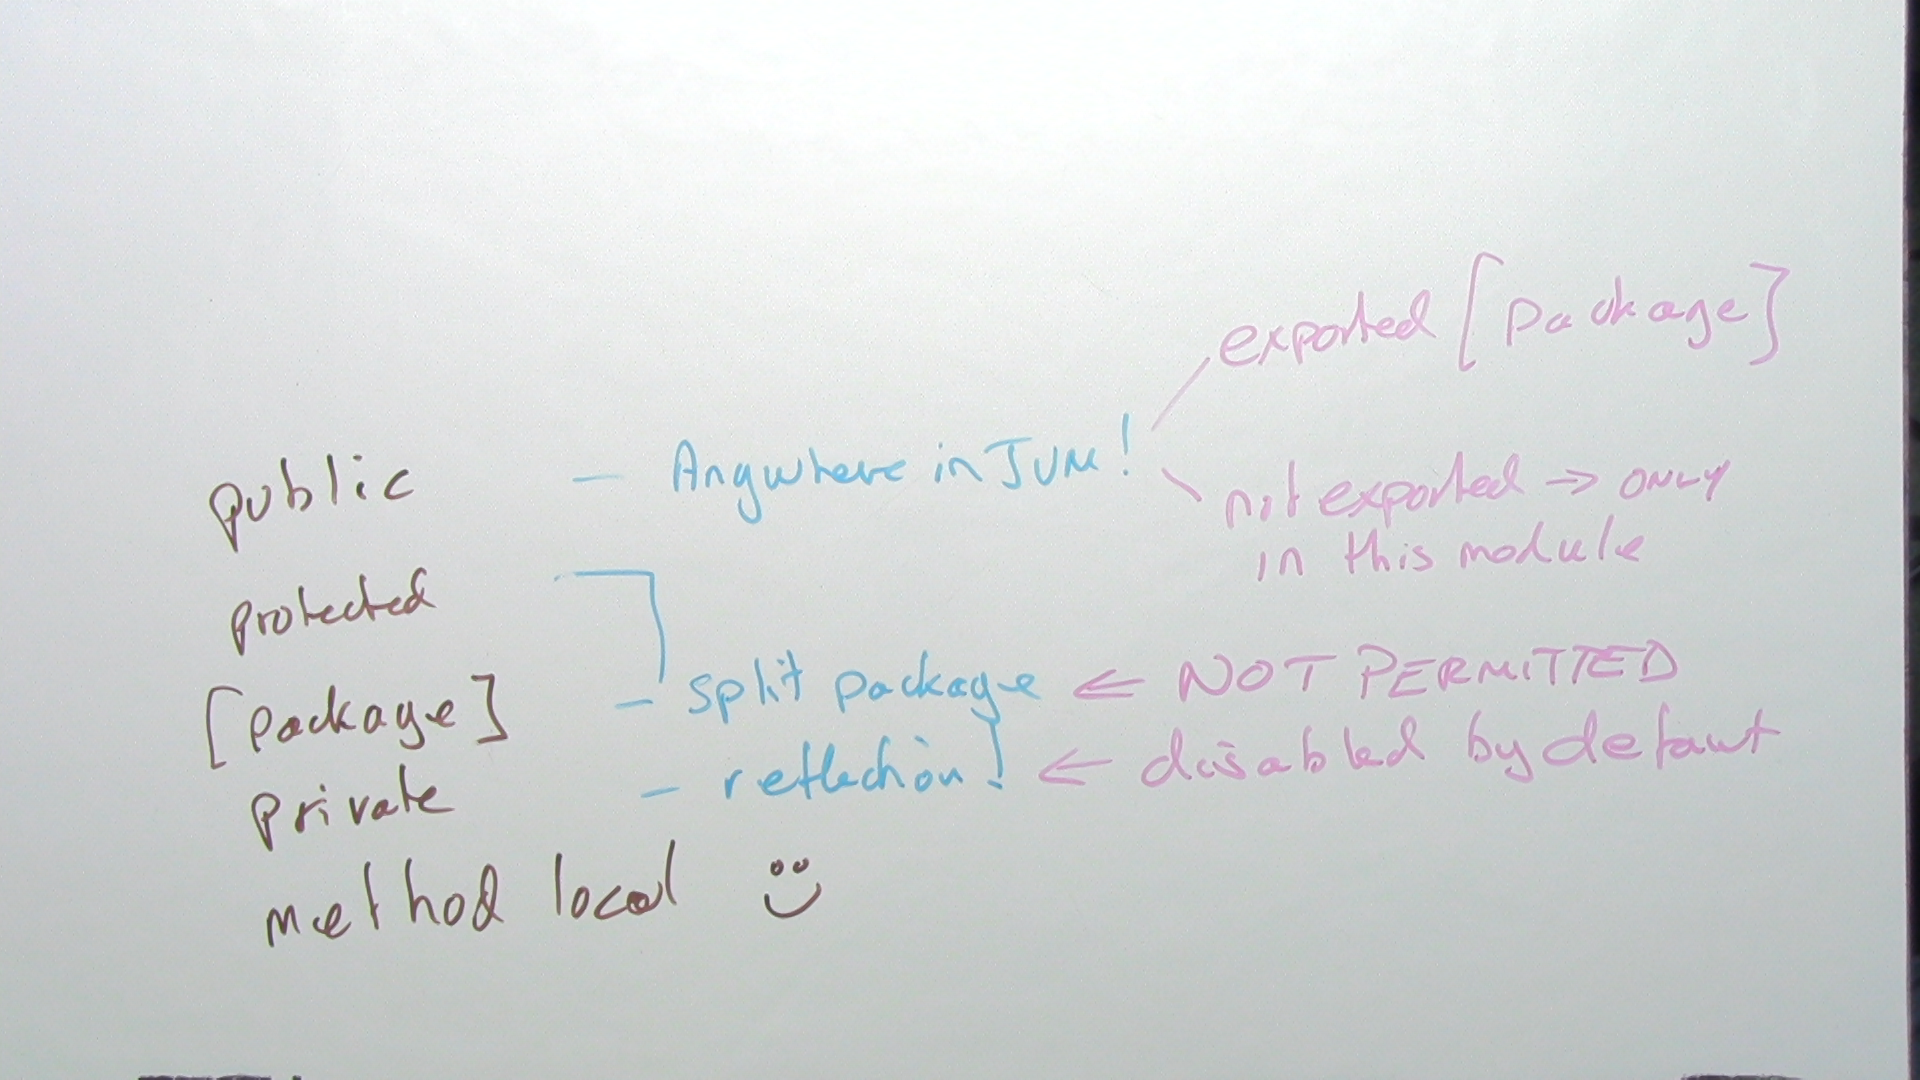 exported [package]
public — Anywhere in JVM!
not exported → ONLY
in this module
protected
[package] — split package ← NOT PERMITTED
private — reflection! ← disabled by default
method local